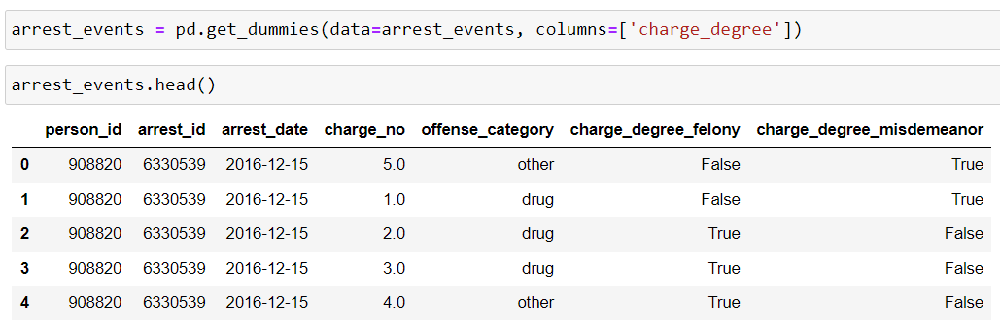 arrest_events = pd.get_dummies(data=arrest_events, columns=['charge_degree'])
arrest_events.head()
person_id arrest_id arrest_date charge_no offense_category charge_degree_felony charge_degree_misdemeanor
0 908820 6330539 2016-12-15 5.0 other False True
1 908820 6330539 2016-12-15 1.0 drug False True
2 908820 6330539 2016-12-15 2.0 drug True False
3 908820 6330539 2016-12-15 3.0 drug True False
4 908820 6330539 2016-12-15 4.0 other True False